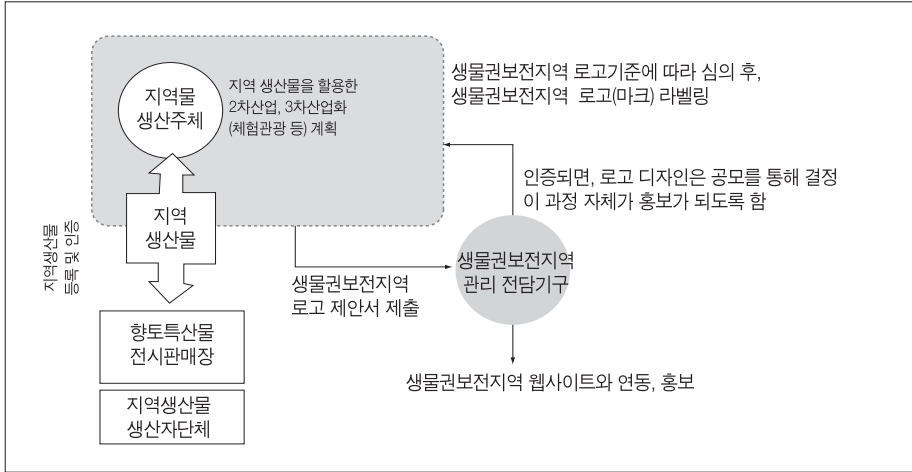 지역물
생산주체
지역 생산물을 활용한
2차산업, 3차산업화
(체험관광 등) 계획
생물권보전지역 로고기준에 따라 심의 후,
생물권보전지역 로고(마크) 라벨링
인증되면, 로고 디자인은 공모를 통해 결정
이 과정 자체가 홍보가 되도록 함
지역
생산물
지역생산물
등록 및 인증
생물권보전지역
관리 전담기구
생물권보전지역
로고 제안서 제출
향토특산물
전시판매장
생물권보전지역 웹사이트와 연동, 홍보
지역생산물
생산자단체